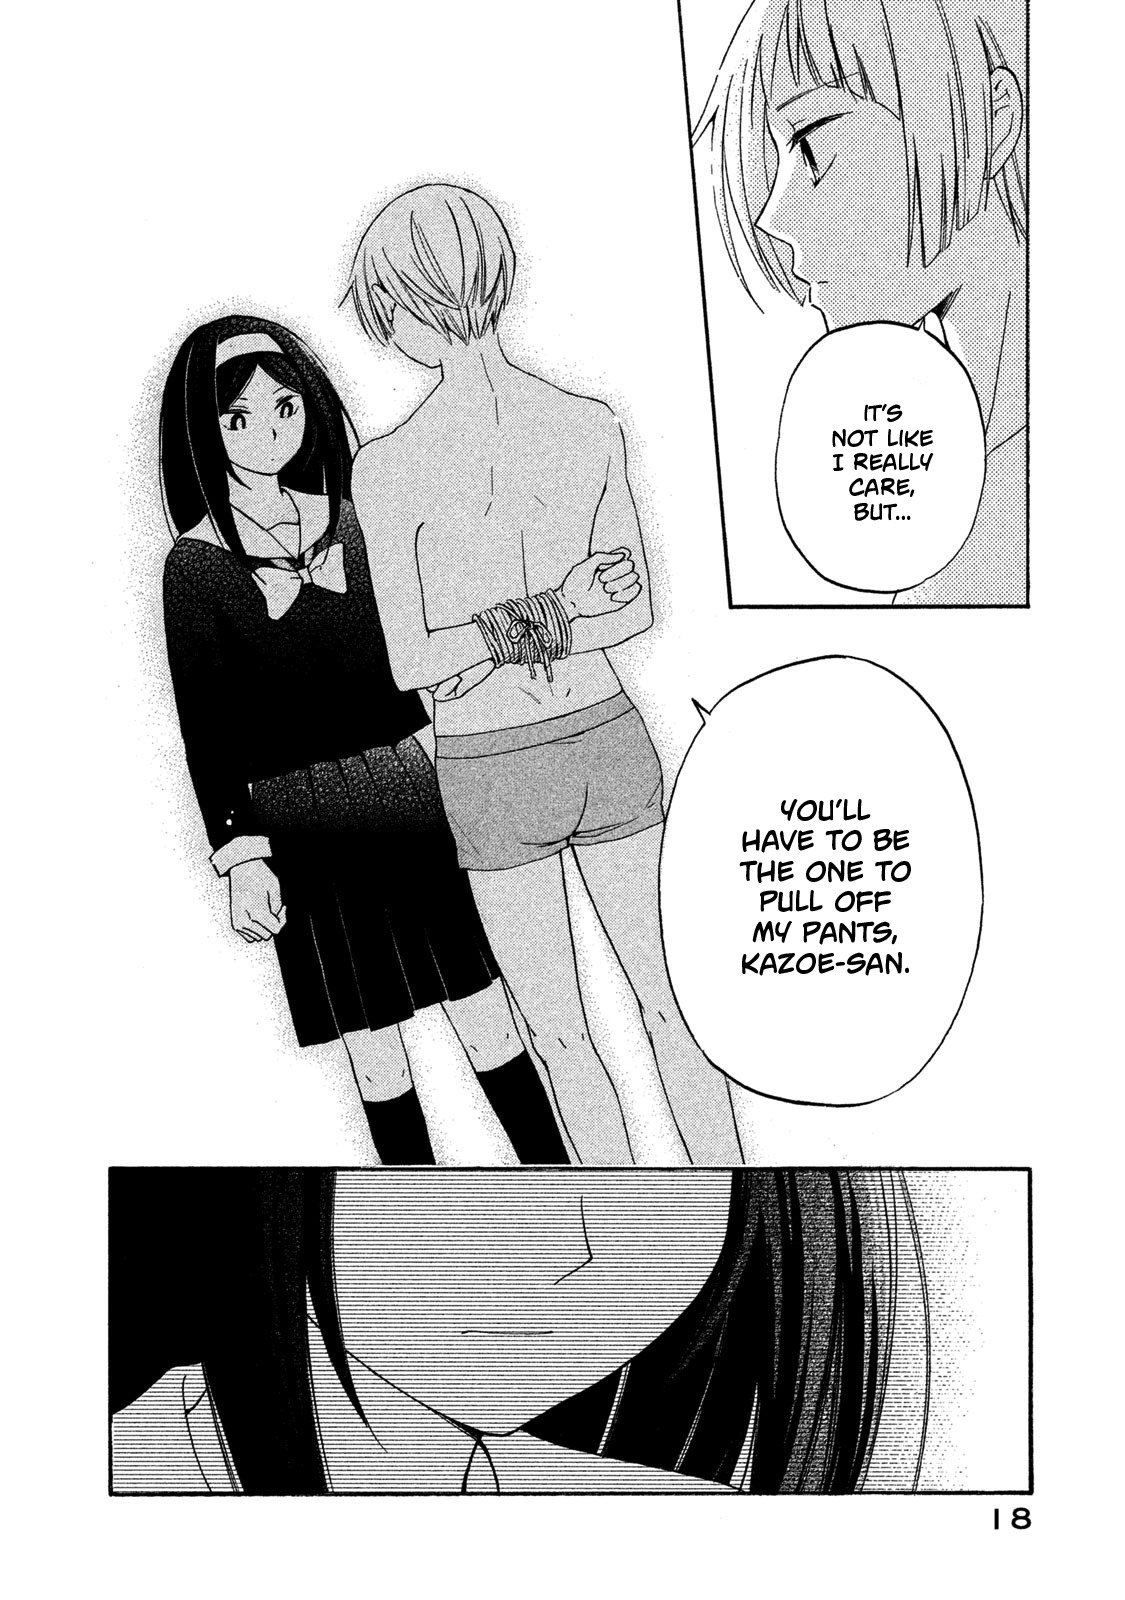 IT'S
NOT LIKE
I REALLY
CARE,
BUT...
YOU'LL
HAVE TO BE
THE ONE TO
PULL OFF
MY PANTS,
KAZOE-SAN.
18